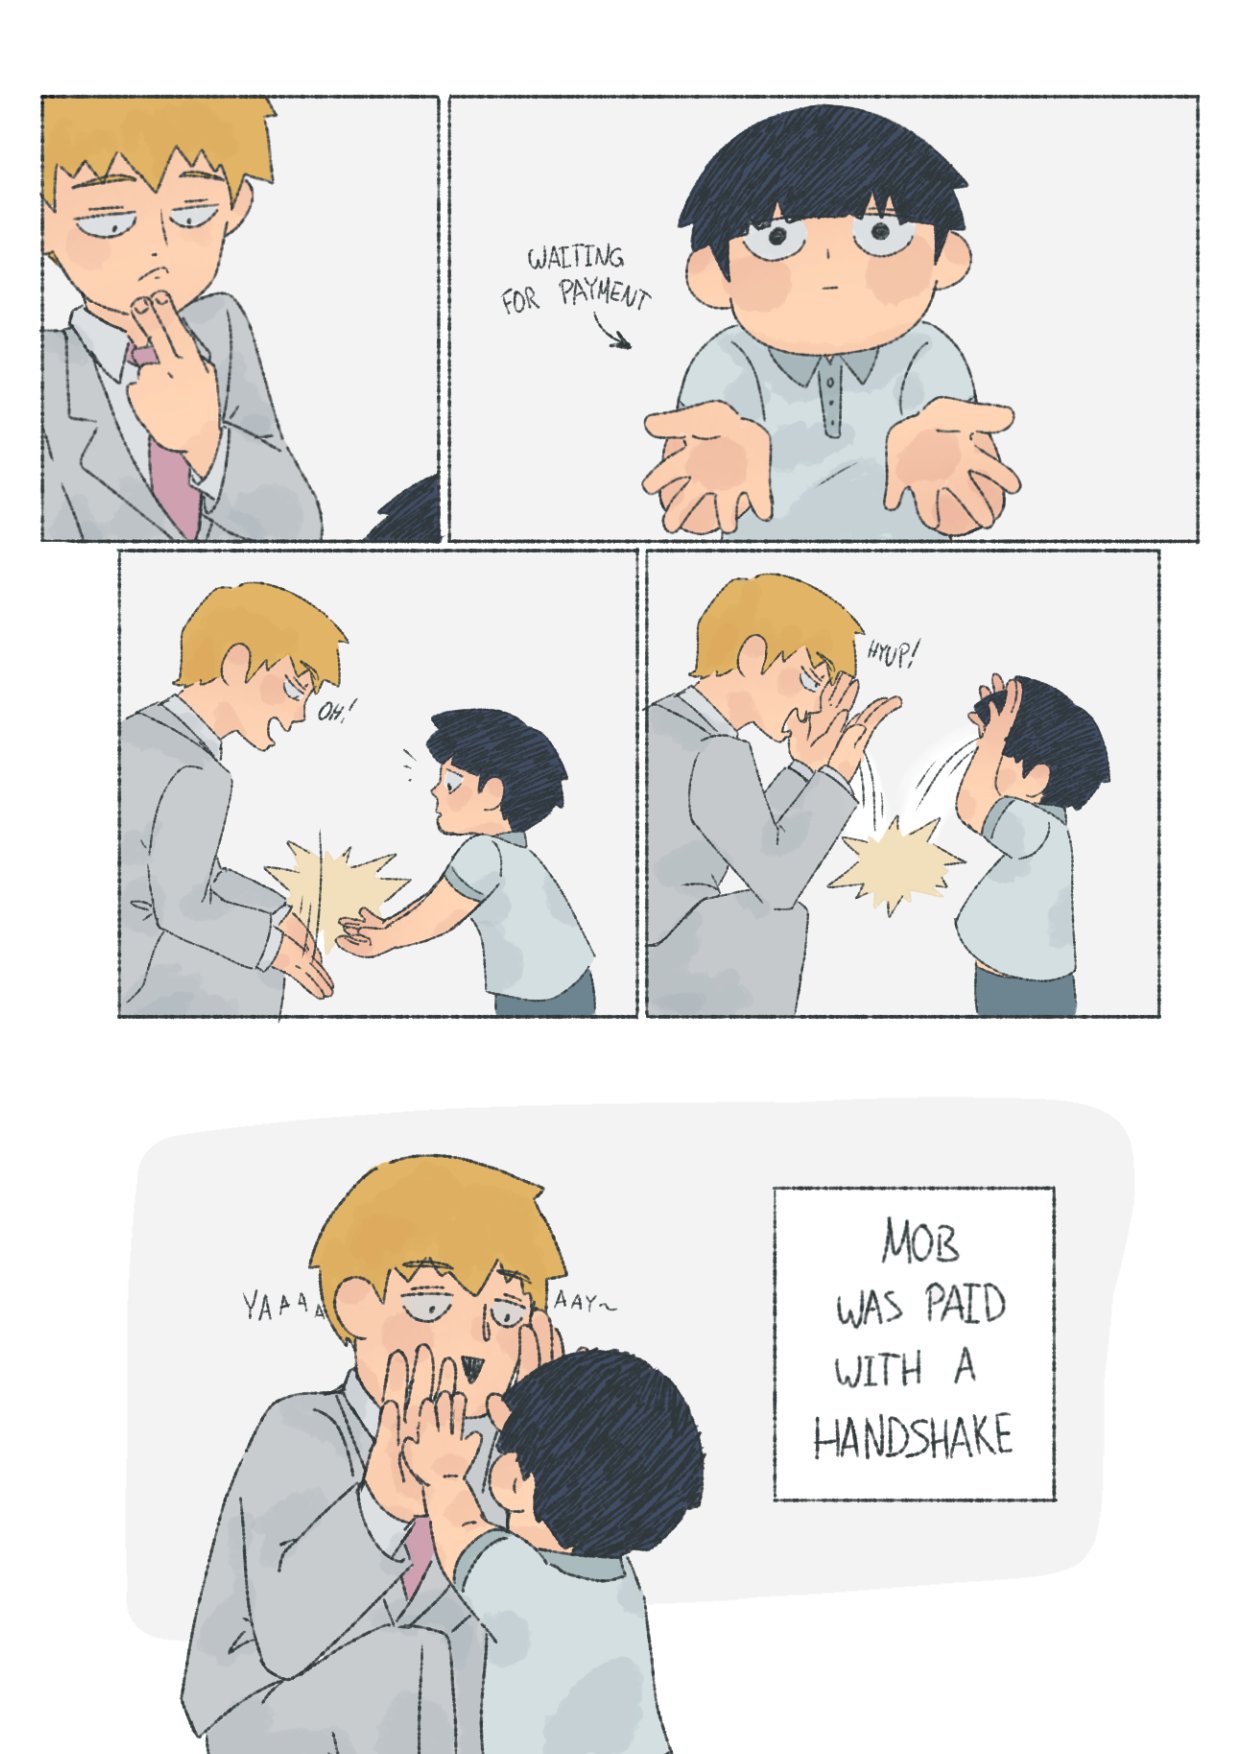 WAITING
FOR PAYMENT
OH!
HYUP!
YAAAA AAY~
MOB
WAS PAID
WITH A
HANDSHAKE